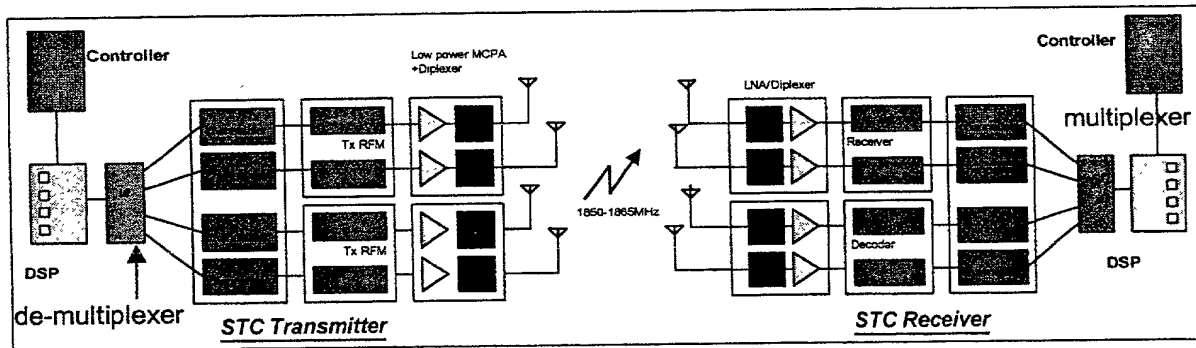 Controller
Low power MCPA
+Diplexer
Tx RFM
Tx RFM
DSP
de-multiplexer
STC Transmitter
1850-1865MHz
LNA/Diplexer
Receiver
Decodar
Controller
multiplexer
DSP
STC Receiver